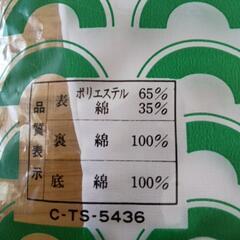 品質表示
表 ポリエステル 65%
綿 35%
裏 綿 100%
底 綿 100%
C-TS-5436